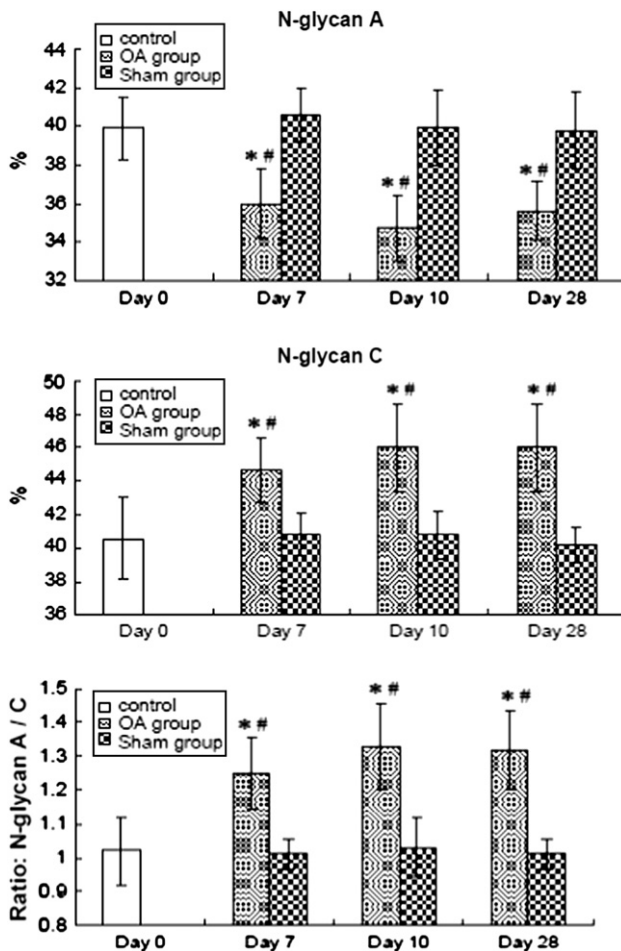 N-glycan A
control
OA group
Sham group
44
42
40
38
36
34
32
%
* #
* #
* #
Day 0 Day 7 Day 10 Day 28
N-glycan C
control
OA group
Sham group
50
48
46
44
42
40
38
36
%
* #
* #
* #
Day 0 Day 7 Day 10 Day 28
Ratio: N-glycan A / C
control
OA group
Sham group
1.5
1.4
1.3
1.2
1.1
1
0.9
0.8
* #
* #
* #
Day 0 Day 7 Day 10 Day 28